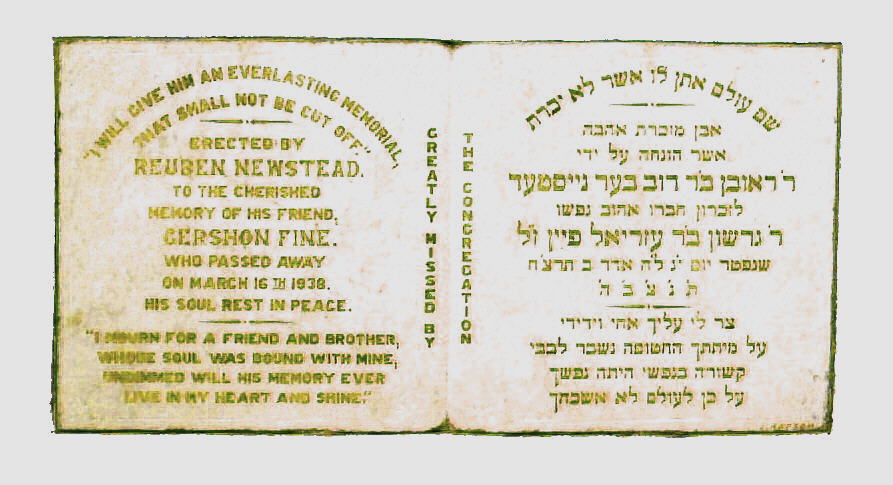 "I WILL GIVE HIM AN EVERLASTING MEMORIAL,
THAT SHALL NOT BE CUT OFF."
ERECTED BY
REUBEN NEWSTEAD.
TO THE CHERISHED
MEMORY OF HIS FRIEND,
GERSHON FINE.
WHO PASSED AWAY
ON MARCH 16TH 1938.
HIS SOUL REST IN PEACE.
"I MOURN FOR A FRIEND AND BROTHER,
WHOSE SOUL WAS BOUND WITH MINE,
UNDIMMED WILL HIS MEMORY EVER
LIVE IN MY HEART AND SHINE."
GREATLY MISSED BY
THE CONGREGATION
שם עולם אתן לו אשר לא יכרת
אבן מזכרת אהבה
אשר הונחה על ידי
ר' ראובן ב"ר דוב בער נייסטעד
לזכרון חברו אהוב נפשו
ר' גרשון ב"ר עזריאל פיין ז"ל
שנפטר יום י"ג לח' אדר ב תרצ"ח
ת נ צ ב ה
צר לי עליך אחי וידידי
על מיתתך החטופה נשבר לבבי
קשורה בנפשי היתה נפשך
על כן לעולם לא אשכחך